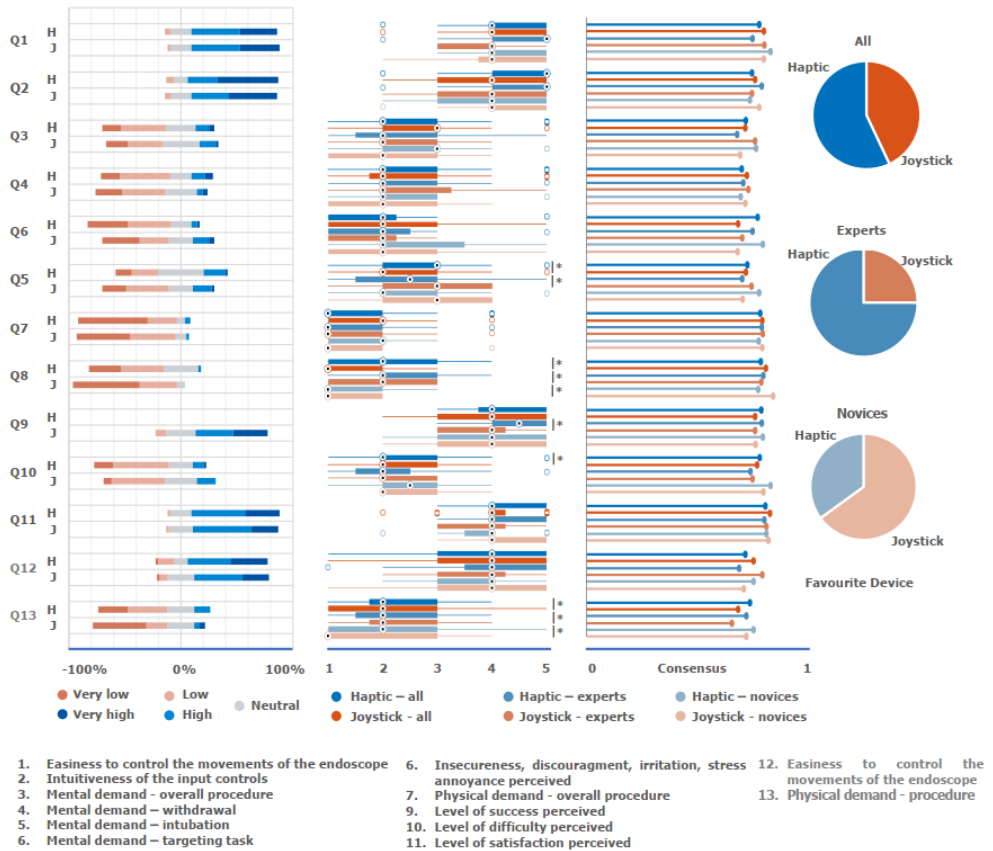 Q1
H
J
Q2
H
J
Q3
H
J
Q4
H
J
Q6
H
J
Q5
H
J
Q7
H
J
Q8
H
J
Q9
H
J
Q10
H
J
Q11
H
J
Q12
H
J
Q13
H
J
-100% 0% 100%
Very low Low Neutral
Very high High
*
*
*
*
*
*
*
*
*
*
1 2 3 4 5
0 Consensus 1
Haptic – all Haptic – experts Haptic – novices
Joystick - all Joystick - experts Joystick - novices
All
Haptic
Joystick
Experts
Joystick
Haptic
Novices
Haptic
Joystick
Favourite Device
1. Easiness to control the movements of the endoscope
2. Intuitiveness of the input controls
3. Mental demand - overall procedure
4. Mental demand – withdrawal
5. Mental demand – intubation
6. Mental demand – targeting task
6. Insecureness, discouragment, irritation, stress
annoyance perceived
7. Physical demand - overall procedure
9. Level of success perceived
10. Level of difficulty perceived
11. Level of satisfaction perceived
12. Easiness to control the
movements of the endoscope
13. Physical demand - procedure